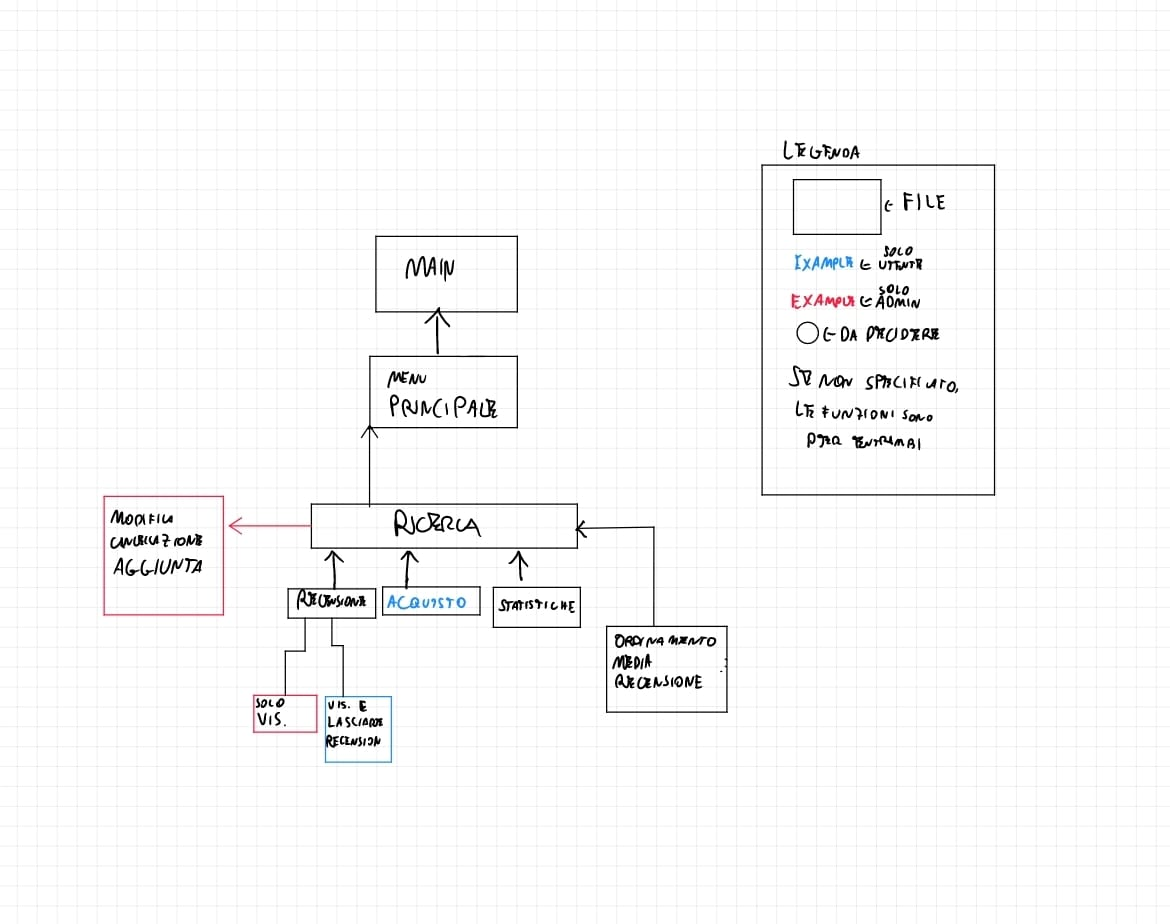 LEGENDA
FILE
EXAMPLE SOLO UTENTE
EXAMPLE SOLO ADMIN
DA DECIDERE
SE NON SPECIFICATO,
LE FUNZIONI SONO
PER ENTRAMBI
MAIN
MENU
PRINCIPALE
RICERCA
MODIFICA
CANCELLAZIONE
AGGIUNTA
RECENSIONE
ACQUISTO
STATISTICHE
ORDINAMENTO
MEDIA
RECENSIONE
SOLO
VIS.
VIS. E
LASCIARE
RECENSION